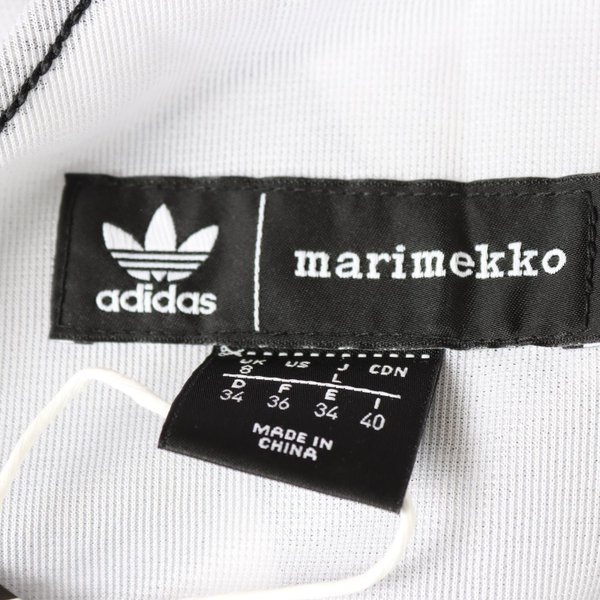 adidas
marimekko
UK US J CDN
8 L
D F E I
34 36 34 40
MADE IN
CHINA